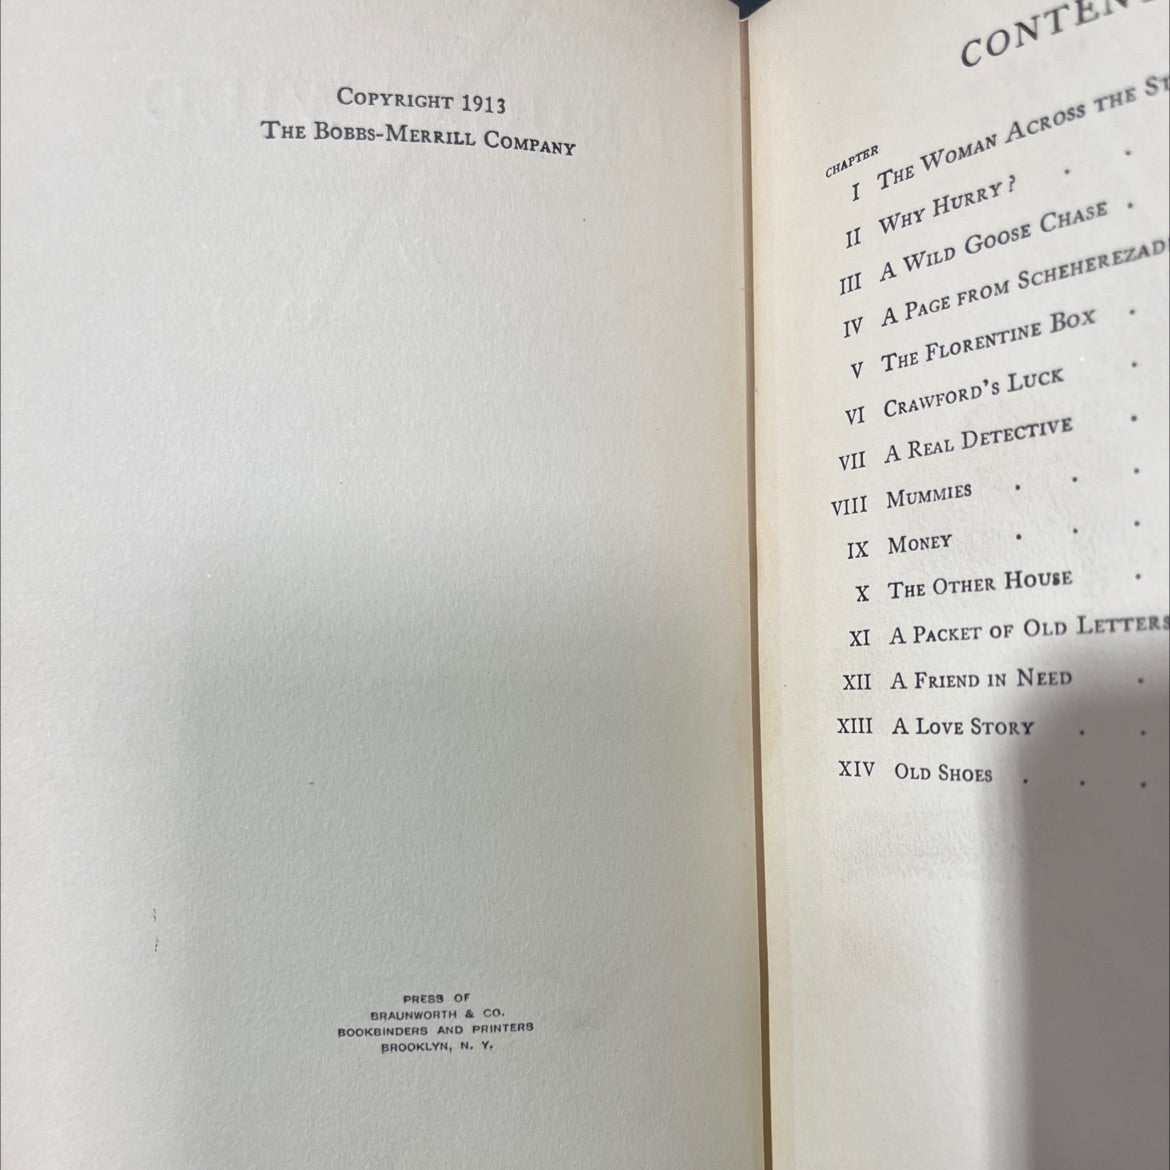 COPYRIGHT 1913
THE BOBBS-MERRILL COMPANY
PRESS OF
BRAUNWORTH & CO.
BOOKBINDERS AND PRINTERS
BROOKLYN, N. Y.
CHAPTER
I THE WOMAN ACROSS THE
II WHY HURRY? . .
III A WILD GOOSE CHASE .
IV A PAGE FROM
V THE FLORENTINE BOX .
VI CRAWFORD'S LUCK .
VII A REAL DETECTIVE .
VIII MUMMIES . . .
IX MONEY . . .
X THE OTHER HOUSE .
XI A PACKET OF OLD LETTERS
XII A FRIEND IN NEED .
XIII A LOVE STORY . .
XIV OLD SHOES . . .